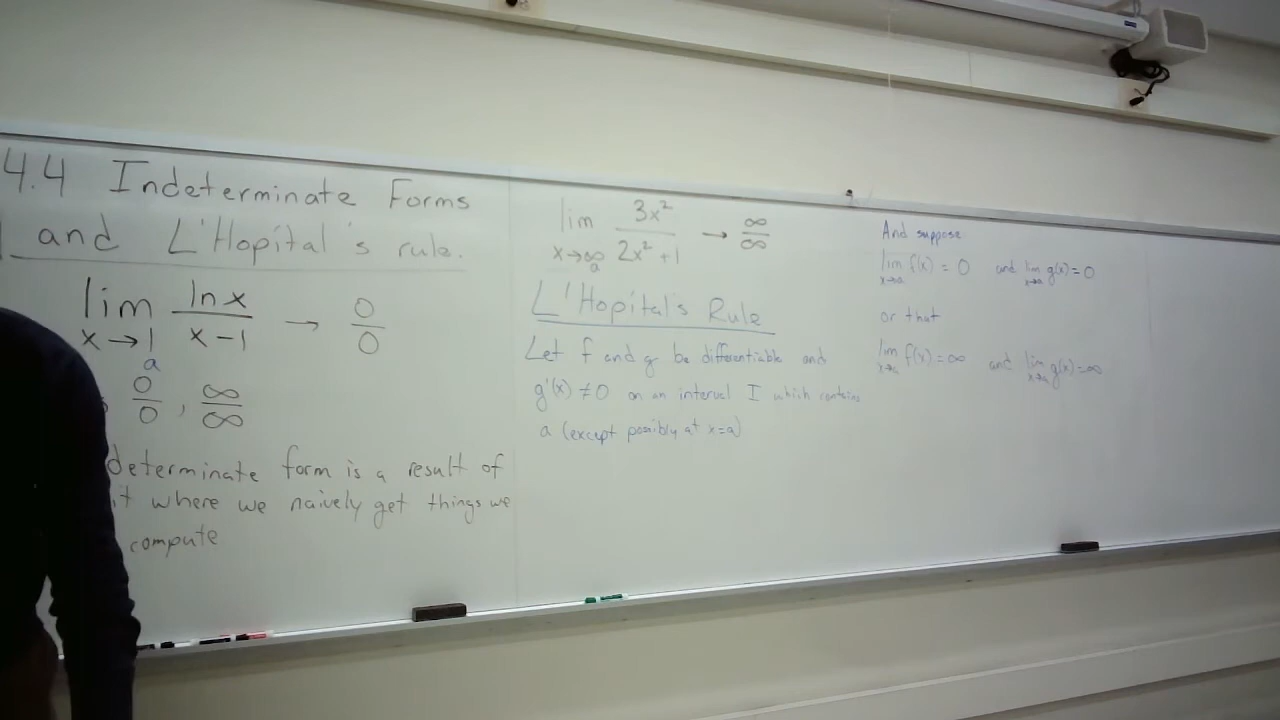 4.4 Indeterminate Forms
and L'Hopital's rule.
lim x→1 ln x / x-1 → 0/0
a
0/0 , ∞/∞
determinate form is a result of
it where we naively get things we
compute
lim x→∞ 3x² / 2x²+1 → ∞/∞
a
L'Hopital's Rule
Let f and g be differentiable and
g'(x) ≠ 0 on an interval I which contains
a (except possibly at x=a)
And suppose
lim x→a f(x) = 0 and lim x→a g(x) = 0
or that
lim x→a f(x) = ∞ and lim x→a g(x) = ∞